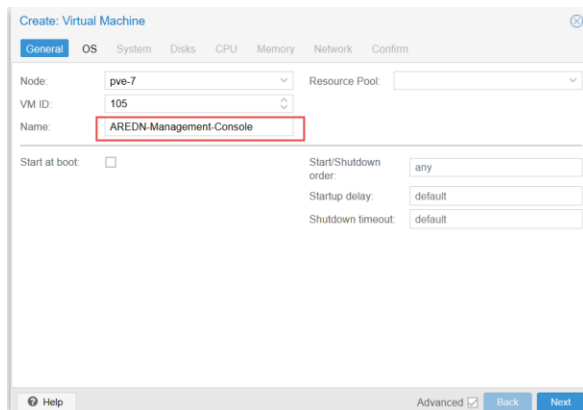 Create: Virtual Machine
General OS System Disks CPU Memory Network Confirm
Node: pve-7 Resource Pool:
VM ID: 105
Name: AREDN-Management-Console
Start at boot: Start/Shutdown order: any
Startup delay: default
Shutdown timeout: default
Help Advanced Back Next